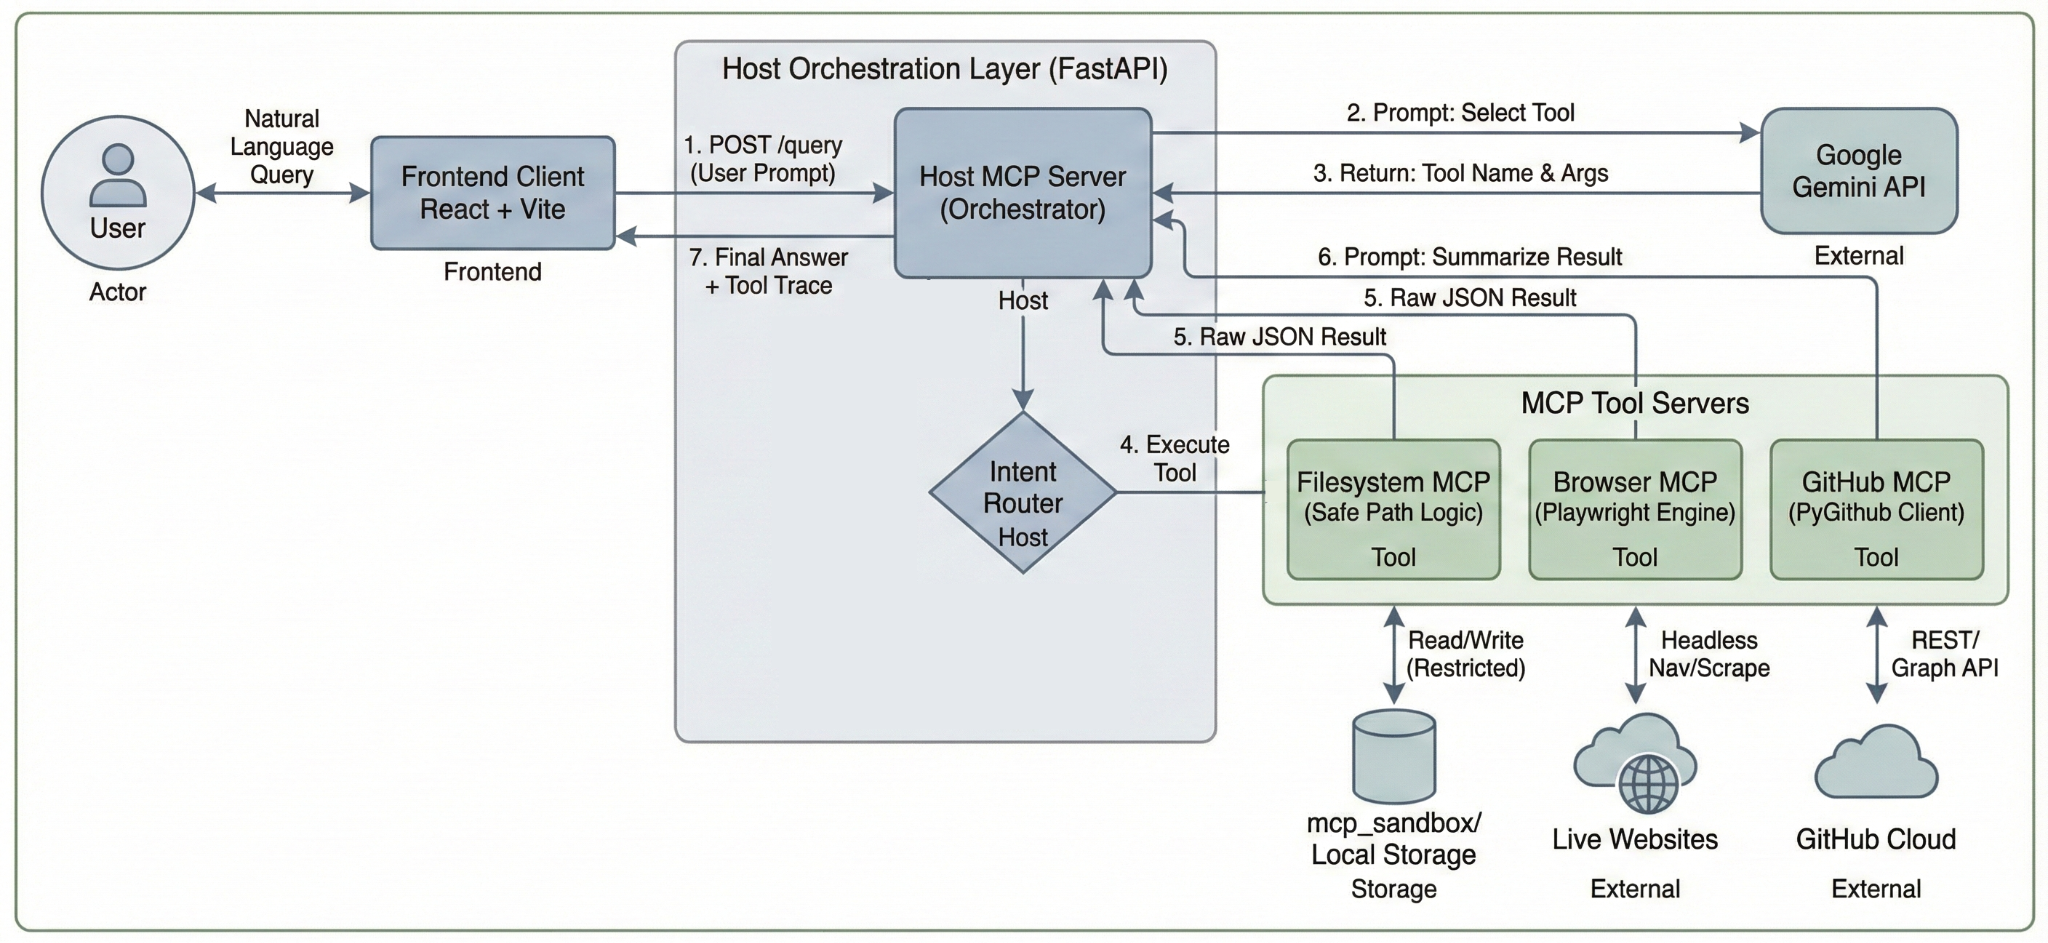 Host Orchestration Layer (FastAPI)
User
Actor
Natural
Language
Query
Frontend Client
React + Vite
Frontend
1. POST /query
(User Prompt)
7. Final Answer
+ Tool Trace
Host MCP Server
(Orchestrator)
Host
2. Prompt: Select Tool
3. Return: Tool Name & Args
Google
Gemini API
External
6. Prompt: Summarize Result
5. Raw JSON Result
5. Raw JSON Result
Intent
Router
Host
4. Execute
Tool
MCP Tool Servers
Filesystem MCP
(Safe Path Logic)
Tool
Browser MCP
(Playwright Engine)
Tool
GitHub MCP
(PyGithub Client)
Tool
Read/Write
(Restricted)
Headless
Nav/Scrape
REST/
Graph API
mcp_sandbox/
Local Storage
Storage
Live Websites
External
GitHub Cloud
External